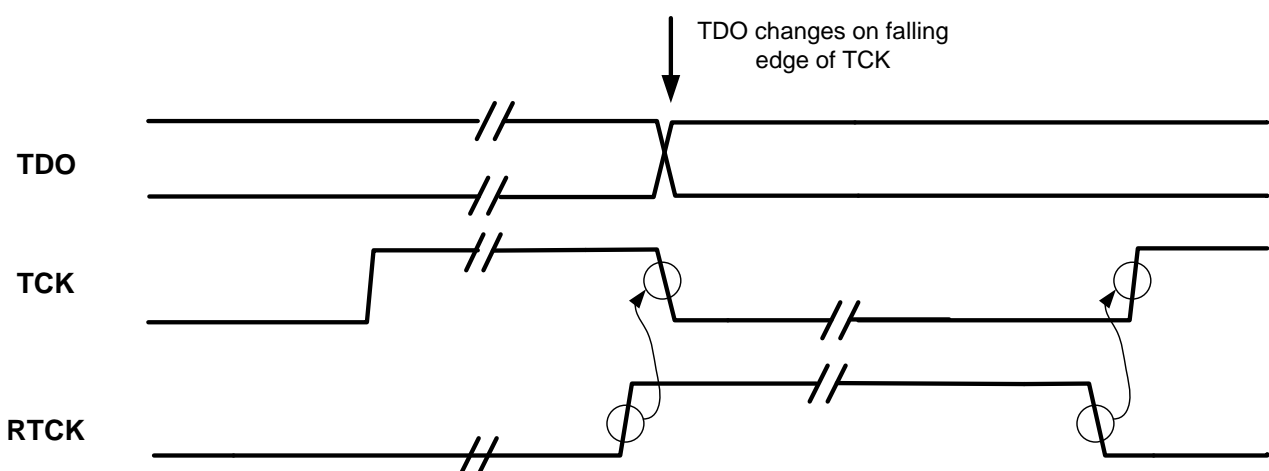 TDO changes on falling
edge of TCK
TDO
TCK
RTCK